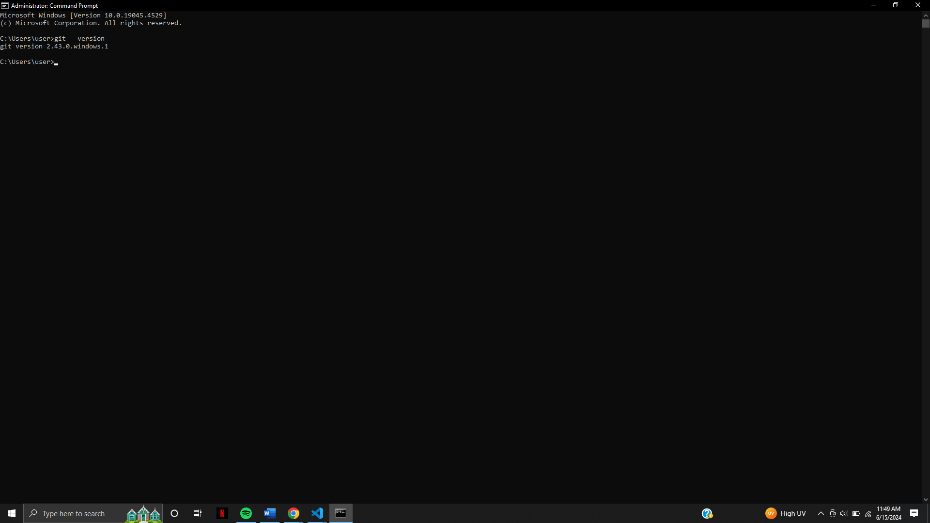 Administrator: Command Prompt
Microsoft Windows [Version 10.0.19045.4529]
(c) Microsoft Corporation. All rights reserved.
C:\Users\user>git --version
git version 2.43.0.windows.1
C:\Users\user>
Type here to search
High UV
11:49 AM
6/15/2024